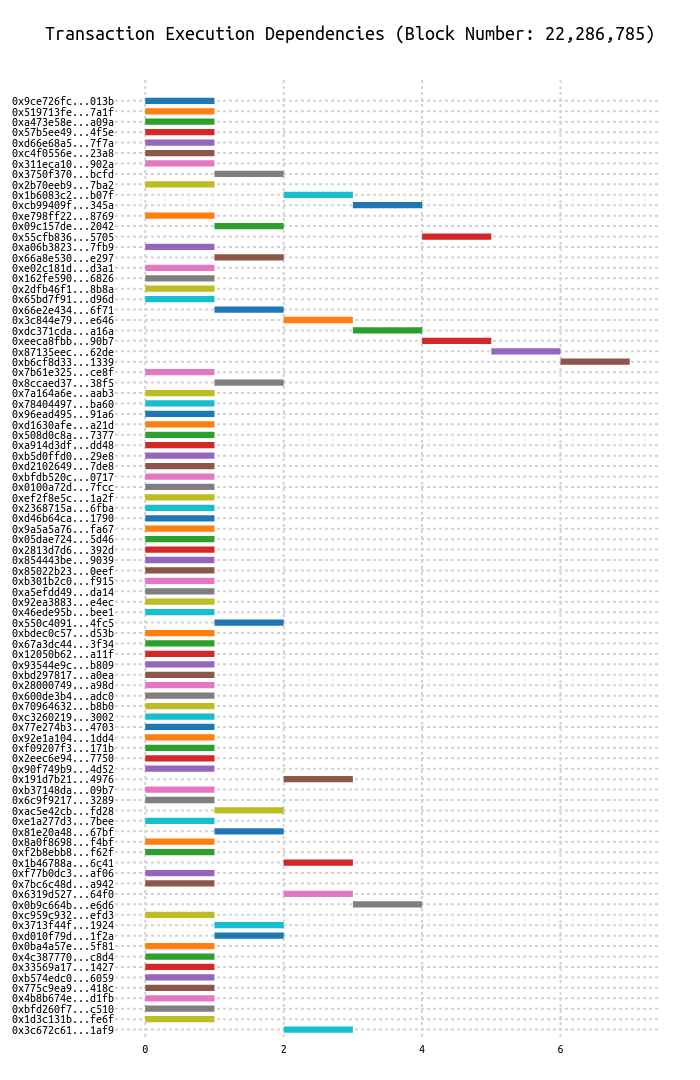 Transaction Execution Dependencies (Block Number: 22,286,785)
0x9ce726fc...013b
0x519713fe...7a1f
0xa473e58e...a09a
0x57b5ee49...4f5e
0xd66e68a5...7f7a
0xc4f0556e...23a8
0x311eca10...902a
0x3750f370...bcfd
0x2b70eeb9...7ba2
0x1b6083c2...b07f
0xcb99409f...345a
0xe798ff22...8769
0x09c157de...2042
0x55cfb836...5705
0xa06b3823...7fb9
0x66a8e530...e297
0xe02c181d...d3a1
0x162fe590...6826
0x2dfb46f1...8b8a
0x65bd7f91...d96d
0x66e2e434...6f71
0x3c844e79...e646
0xdc371cda...a16a
0xeeca8fbb...90b7
0x87135eec...62de
0xb6cf8d33...1339
0x7b61e325...ce8f
0x8ccaed37...38f5
0x7a164a6e...aab3
0x78404497...ba60
0x96ead495...91a6
0xd1630afe...a21d
0x508d0c8a...7377
0xa914d3df...dd48
0xb5d0ffd0...29e8
0xd2102649...7de8
0xbfdb520c...0717
0x0100a72d...7fcc
0xef2f8e5c...1a2f
0x2368715a...6fba
0xd46b64ca...1790
0x9a5a5a76...fa67
0x05dae724...5d46
0x2813d7d6...392d
0x854443be...9039
0x85022b23...0eef
0xb301b2c0...f915
0xa5efdd49...da14
0x92ea3883...e4ec
0x46ede95b...bee1
0x550c4091...4fc5
0xbdec0c57...d53b
0x67a3dc44...3f34
0x12050b62...a11f
0x93544e9c...b809
0xbd297817...a0ea
0x28000749...a98d
0x600de3b4...adc0
0x70964632...b8b0
0xc3260219...3002
0x77e274b3...4703
0x92e1a104...1dd4
0xf09207f3...171b
0x2eec6e94...7750
0x90f749b9...4d52
0x191d7b21...4976
0xb37148da...09b7
0x6c9f9217...3289
0xac5e42cb...fd28
0xe1a277d3...7bee
0x81e20a48...67bf
0x8a0f8698...f4bf
0xf2b8ebb8...f62f
0x1b46788a...6c41
0xf77b0dc3...af06
0x7bc6c48d...a942
0x6319d527...64f0
0x0b9c664b...e6d6
0xc959c932...efd3
0x3713f44f...1924
0xd010f79d...1f2a
0x0ba4a57e...5f81
0x4c387770...c8d4
0x33569a17...1427
0xb574edc0...6059
0x775c9ea9...418c
0x4b8b674e...d1fb
0xbfd260f7...c510
0x1d3c131b...fe6f
0x3c672c61...1af9
0 2 4 6